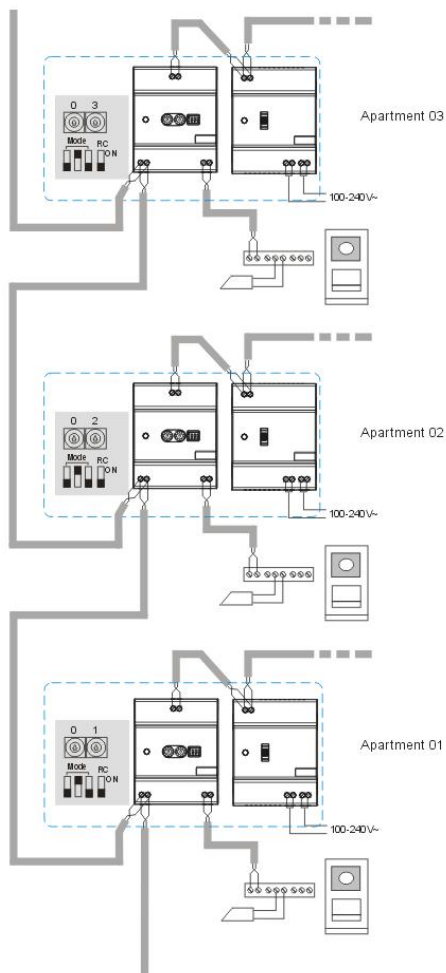 0 3
Mode RC
ON
Apartment 03
100-240V~
0 2
Mode RC
ON
Apartment 02
100-240V~
0 1
Mode RC
ON
Apartment 01
100-240V~